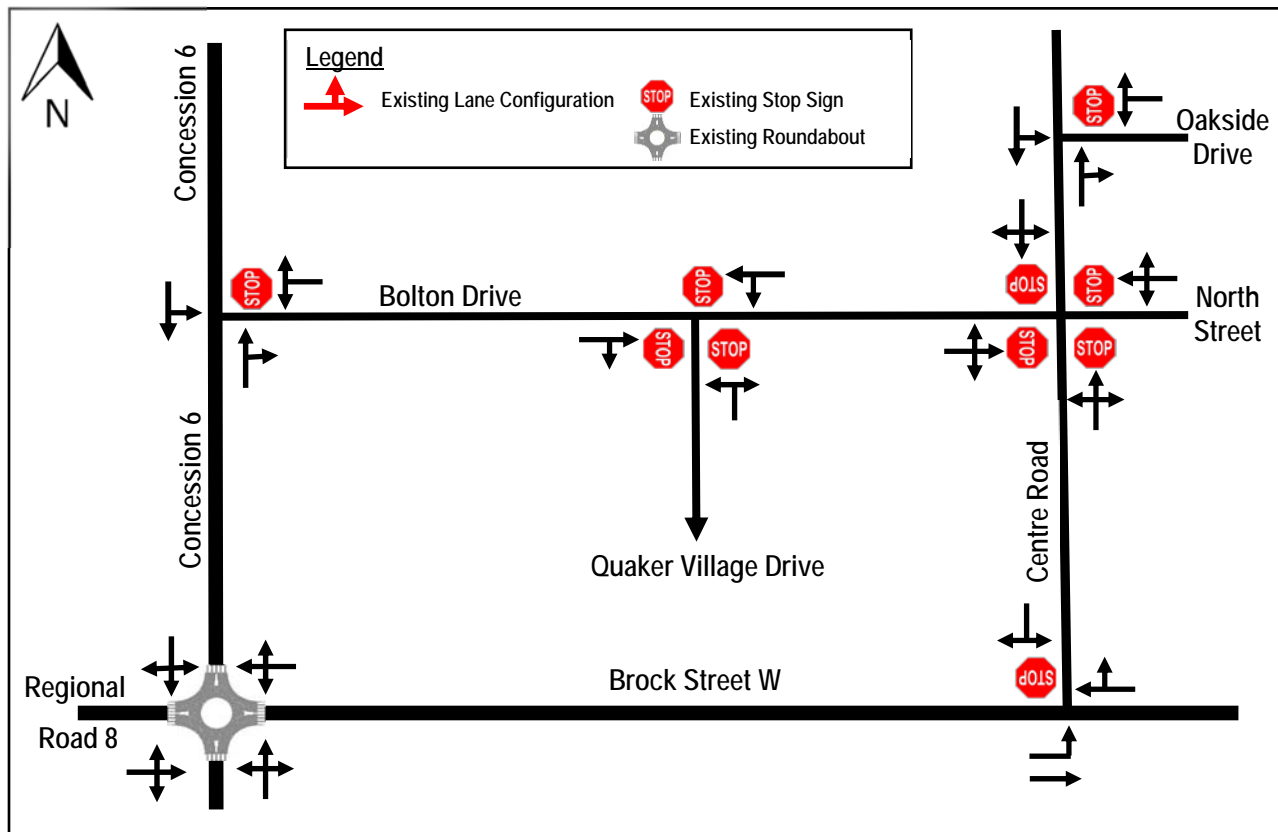 N
Legend
Existing Lane Configuration
STOP
Existing Stop Sign
Existing Roundabout
Concession 6
STOP
Oakside
Drive
STOP
Bolton Drive
STOP
STOP
STOP
North
Street
STOP
STOP
STOP
STOP
Concession 6
Centre Road
Quaker Village Drive
Regional
Road 8
Brock Street W
STOP